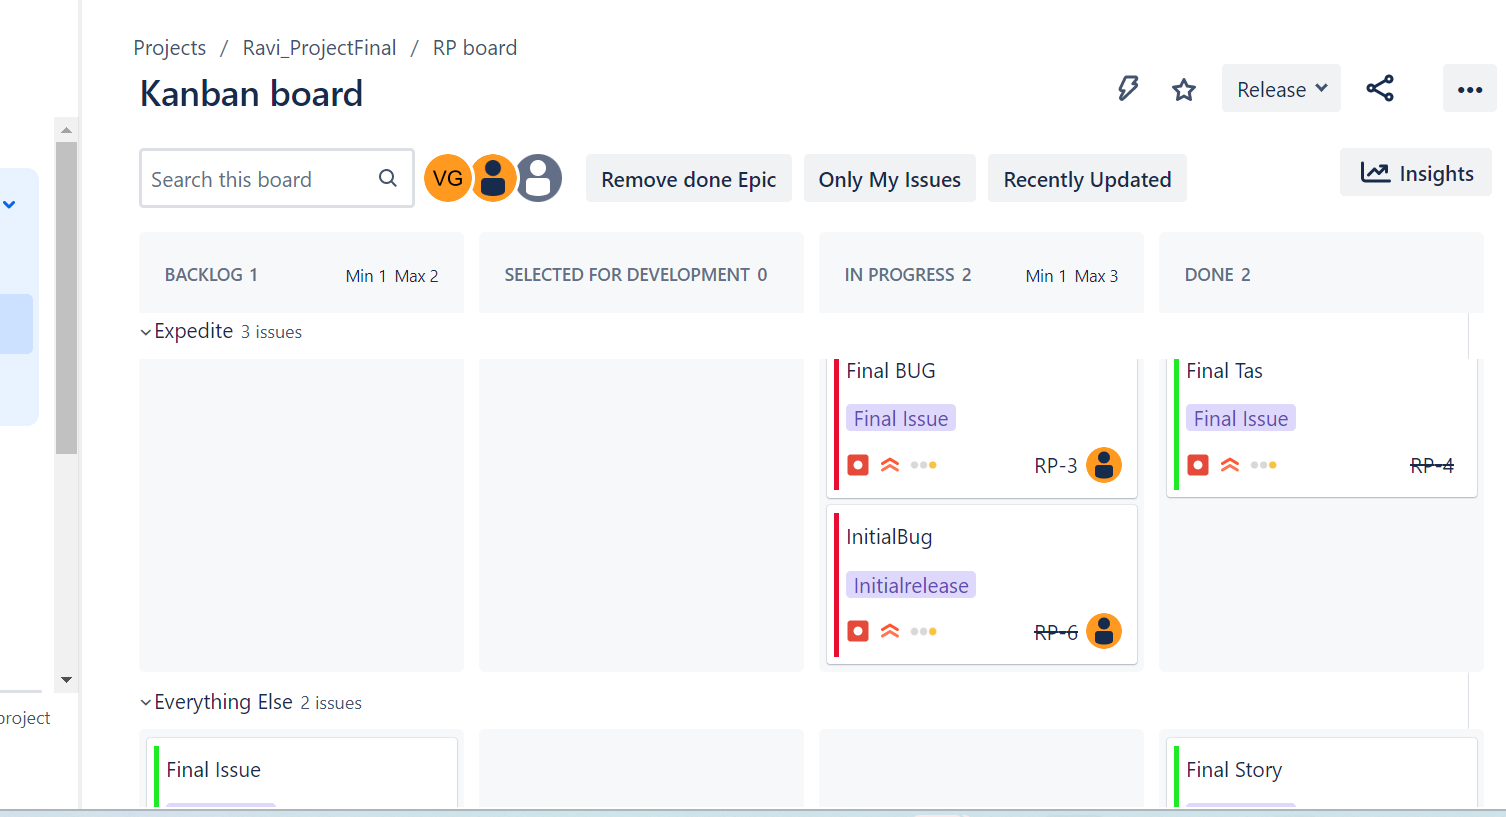 Projects / Ravi_ProjectFinal / RP board
Kanban board
Release
Search this board
VG
Remove done Epic
Only My Issues
Recently Updated
Insights
BACKLOG 1 Min 1 Max 2
SELECTED FOR DEVELOPMENT 0
IN PROGRESS 2 Min 1 Max 3
DONE 2
Expedite 3 issues
Final BUG
Final Issue
RP-3
InitialBug
Initialrelease
RP-6
Final Tas
Final Issue
RP-4
Everything Else 2 issues
project
Final Issue
Final Story